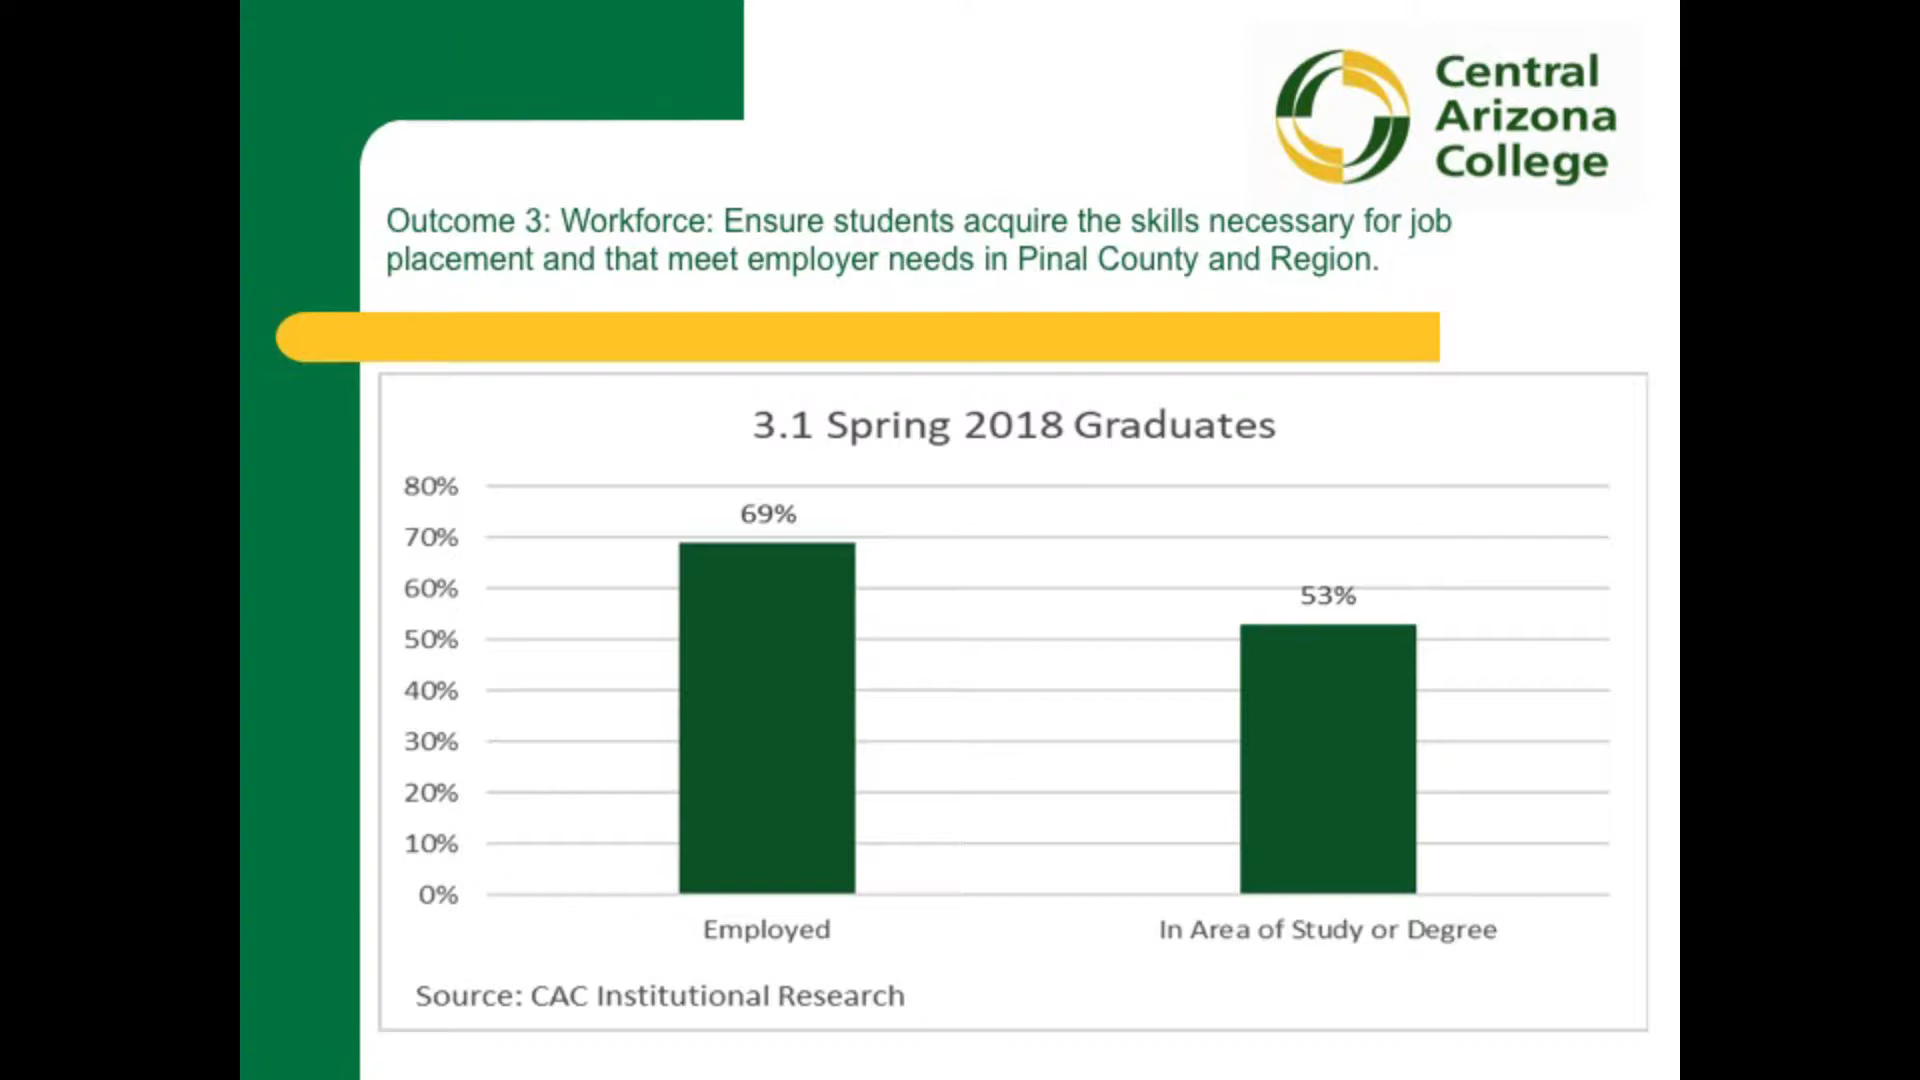 Central
Arizona
College
Outcome 3: Workforce: Ensure students acquire the skills necessary for job
placement and that meet employer needs in Pinal County and Region.
3.1 Spring 2018 Graduates
80%
70%
60%
50%
40%
30%
20%
10%
0%
69%
53%
Employed
In Area of Study or Degree
Source: CAC Institutional Research